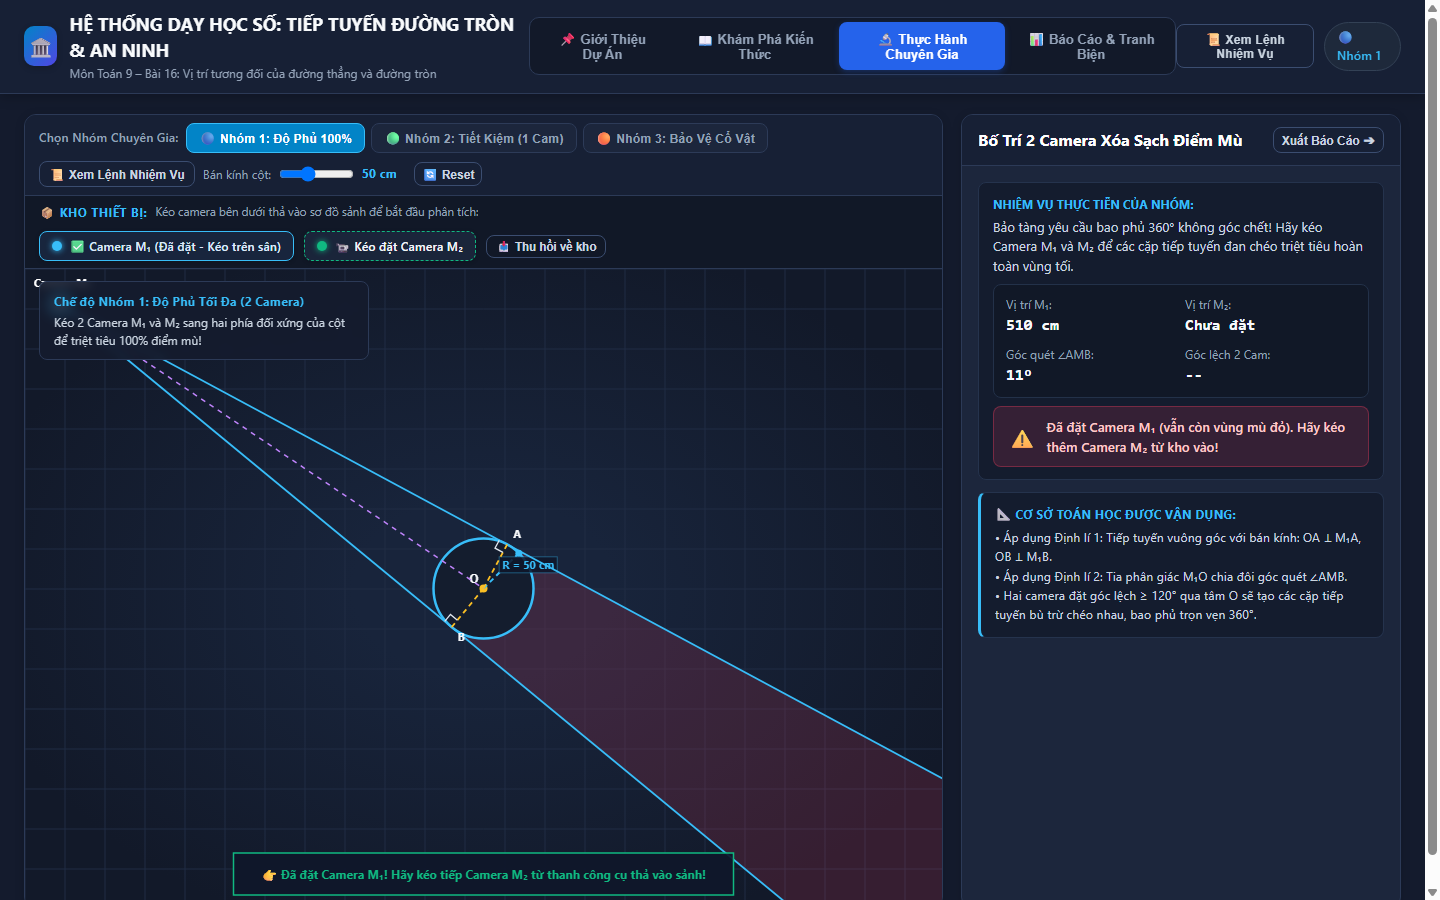 HỆ THỐNG DẠY HỌC SỐ: TIẾP TUYẾN ĐƯỜNG TRÒN
& AN NINH
Môn Toán 9 – Bài 16: Vị trí tương đối của đường thẳng và đường tròn
Giới Thiệu
Dự Án
Khám Phá Kiến
Thức
Thực Hành
Chuyên Gia
Báo Cáo & Tranh
Biện
Xem Lệnh
Nhiệm Vụ
Nhóm 1
Chọn Nhóm Chuyên Gia:
Nhóm 1: Độ Phủ 100%
Nhóm 2: Tiết Kiệm (1 Cam)
Nhóm 3: Bảo Vệ Cổ Vật
Xem Lệnh Nhiệm Vụ
Bán kính cột:
50 cm
Reset
KHO THIẾT BỊ:
Kéo camera bên dưới thả vào sơ đồ sảnh để bắt đầu phân tích:
Camera M₁ (Đã đặt - Kéo trên sân)
Kéo đặt Camera M₂
Thu hồi về kho
Chế độ Nhóm 1: Độ Phủ Tối Đa (2 Camera)
Kéo 2 Camera M₁ và M₂ sang hai phía đối xứng của cột
để triệt tiêu 100% điểm mù!
A
R = 50 cm
O
B
👉 Đã đặt Camera M₁! Hãy kéo tiếp Camera M₂ từ thanh công cụ thả vào sảnh!
Bố Trí 2 Camera Xóa Sạch Điểm Mù
Xuất Báo Cáo ➔
NHIỆM VỤ THỰC TIỄN CỦA NHÓM:
Bảo tàng yêu cầu bao phủ 360° không góc chết! Hãy kéo
Camera M₁ và M₂ để các cặp tiếp tuyến đan chéo triệt tiêu hoàn
toàn vùng tối.
Vị trí M₁:
510 cm
Vị trí M₂:
Chưa đặt
Góc quét ∠AMB:
11°
Góc lệch 2 Cam:
--
Đã đặt Camera M₁ (vẫn còn vùng mù đỏ). Hãy kéo
thêm Camera M₂ từ kho vào!
CƠ SỞ TOÁN HỌC ĐƯỢC VẬN DỤNG:
• Áp dụng Định lí 1: Tiếp tuyến vuông góc với bán kính: OA ⊥ M₁A,
OB ⊥ M₁B.
• Áp dụng Định lí 2: Tia phân giác M₁O chia đôi góc quét ∠AMB.
• Hai camera đặt góc lệch ≥ 120° qua tâm O sẽ tạo các cặp tiếp
tuyến bù trừ chéo nhau, bao phủ trọn vẹn 360°.